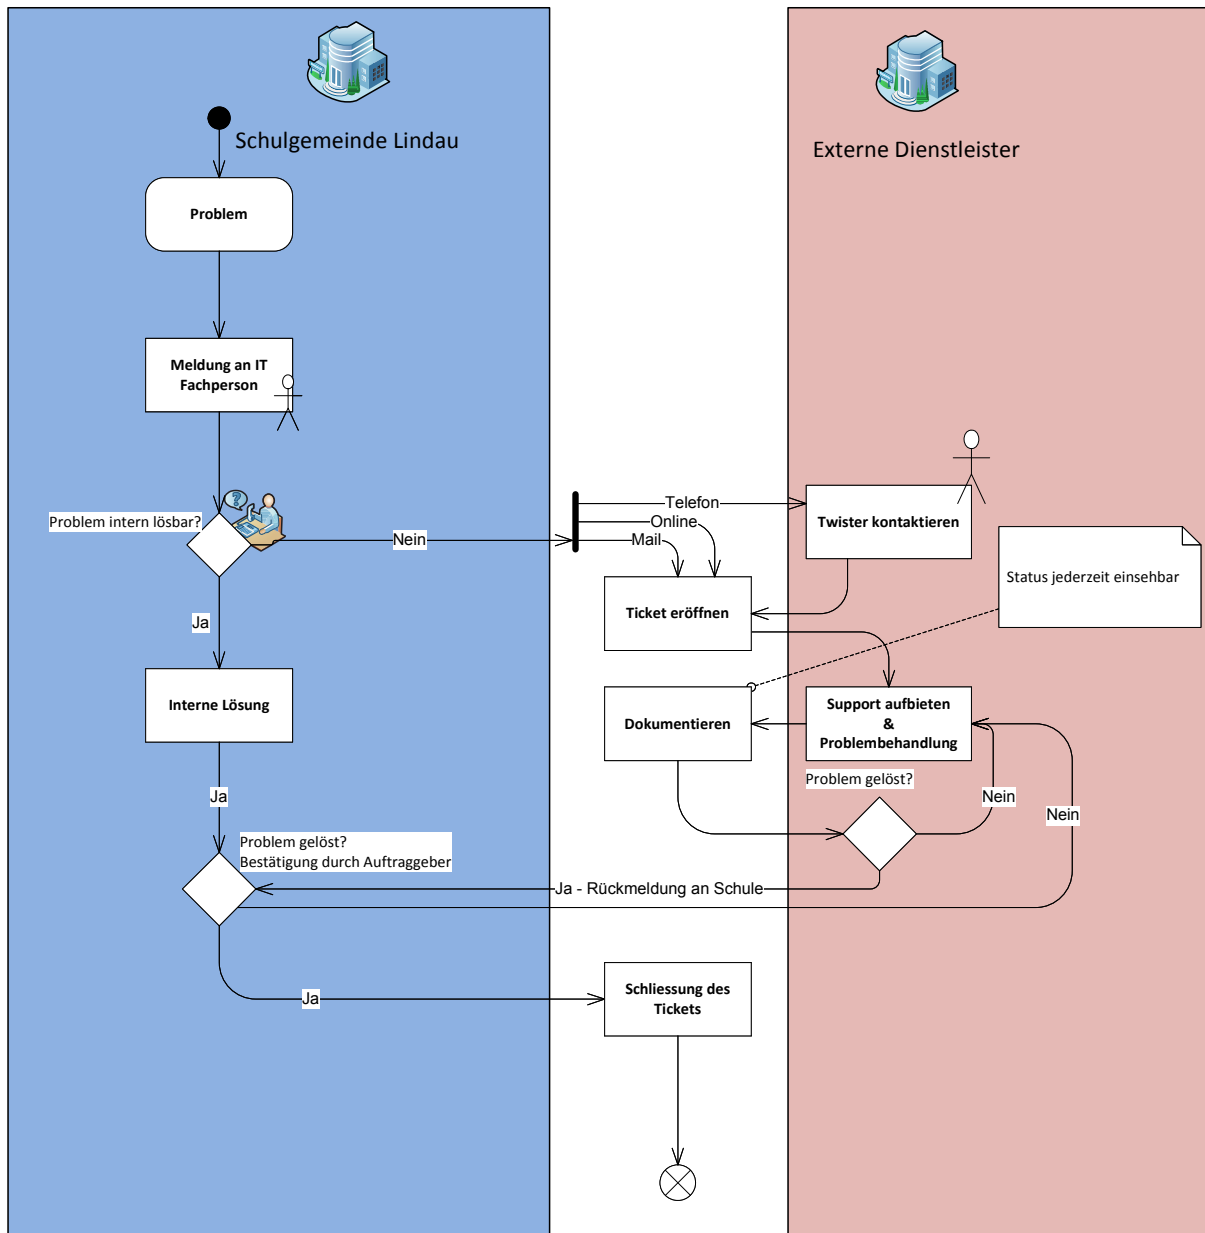 Schulgemeinde Lindau
Externe Dienstleister
Problem
Meldung an IT
Fachperson
Problem intern lösbar?
Nein
Telefon
Online
Mail
Twister kontaktieren
Status jederzeit einsehbar
Ticket eröffnen
Ja
Interne Lösung
Dokumentieren
Support aufbieten
&
Problembehandlung
Problem gelöst?
Nein
Nein
Ja
Problem gelöst?
Bestätigung durch Auftraggeber
Ja - Rückmeldung an Schule
Ja
Schliessung des
Tickets